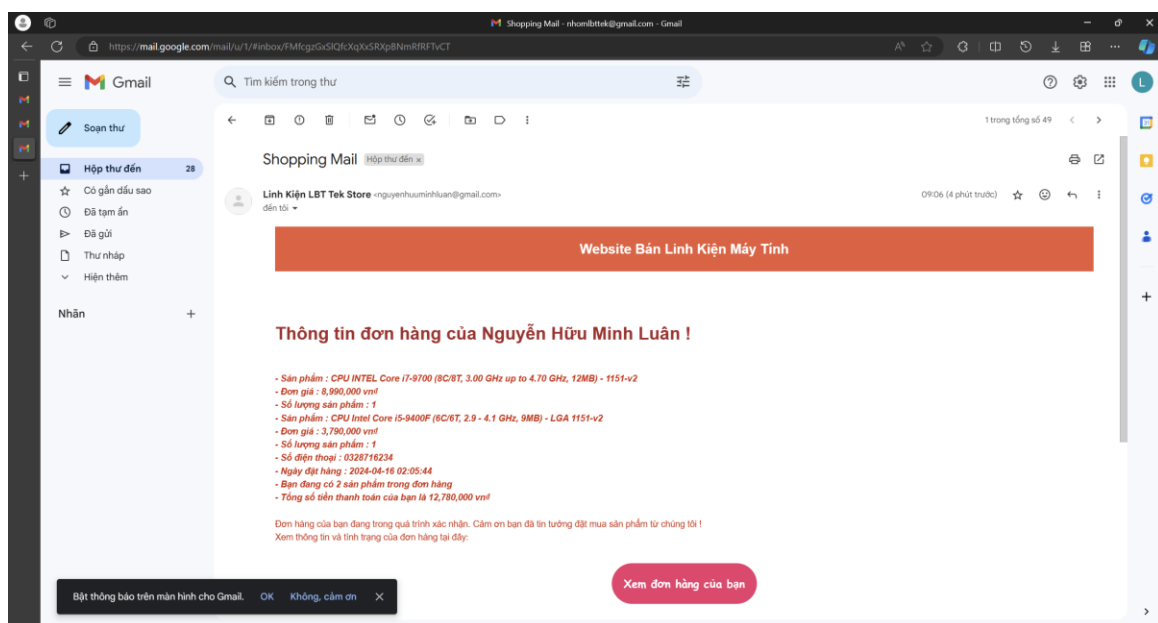 Shopping Mail - nhomlbttek@gmail.com - Gmail
https://mail.google.com/mail/u/1/#inbox/FMfcgzGxSlQfcXqXxSRXpBNmRfRFTvCT
Gmail
Tìm kiếm trong thư
L
Soạn thư
1 trong tổng số 49
Hộp thư đến 28
Có gắn dấu sao
Đã tạm ẩn
Đã gửi
Thư nháp
Hiện thêm
Nhãn
Shopping Mail Hộp thư đến x
Linh Kiện LBT Tek Store <nguyenhuuminhluan@gmail.com> 09:06 (4 phút trước)
đến tôi
Website Bán Linh Kiện Máy Tính
Thông tin đơn hàng của Nguyễn Hữu Minh Luân !
- Sản phẩm : CPU INTEL Core i7-9700 (8C/8T, 3.00 GHz up to 4.70 GHz, 12MB) - 1151-v2
- Đơn giá : 8,990,000 vnđ
- Số lượng sản phẩm : 1
- Sản phẩm : CPU Intel Core i5-9400F (6C/6T, 2.9 - 4.1 GHz, 9MB) - LGA 1151-v2
- Đơn giá : 3,790,000 vnđ
- Số lượng sản phẩm : 1
- Số điện thoại : 0328716234
- Ngày đặt hàng : 2024-04-16 02:05:44
- Bạn đang có 2 sản phẩm trong đơn hàng
- Tổng số tiền thanh toán của bạn là 12,780,000 vnđ
Đơn hàng của bạn đang trong quá trình xác nhận. Cảm ơn bạn đã tin tưởng đặt mua sản phẩm từ chúng tôi !
Xem thông tin và tình trạng của đơn hàng tại đây:
Xem đơn hàng của bạn
Bật thông báo trên màn hình cho Gmail. OK Không, cảm ơn